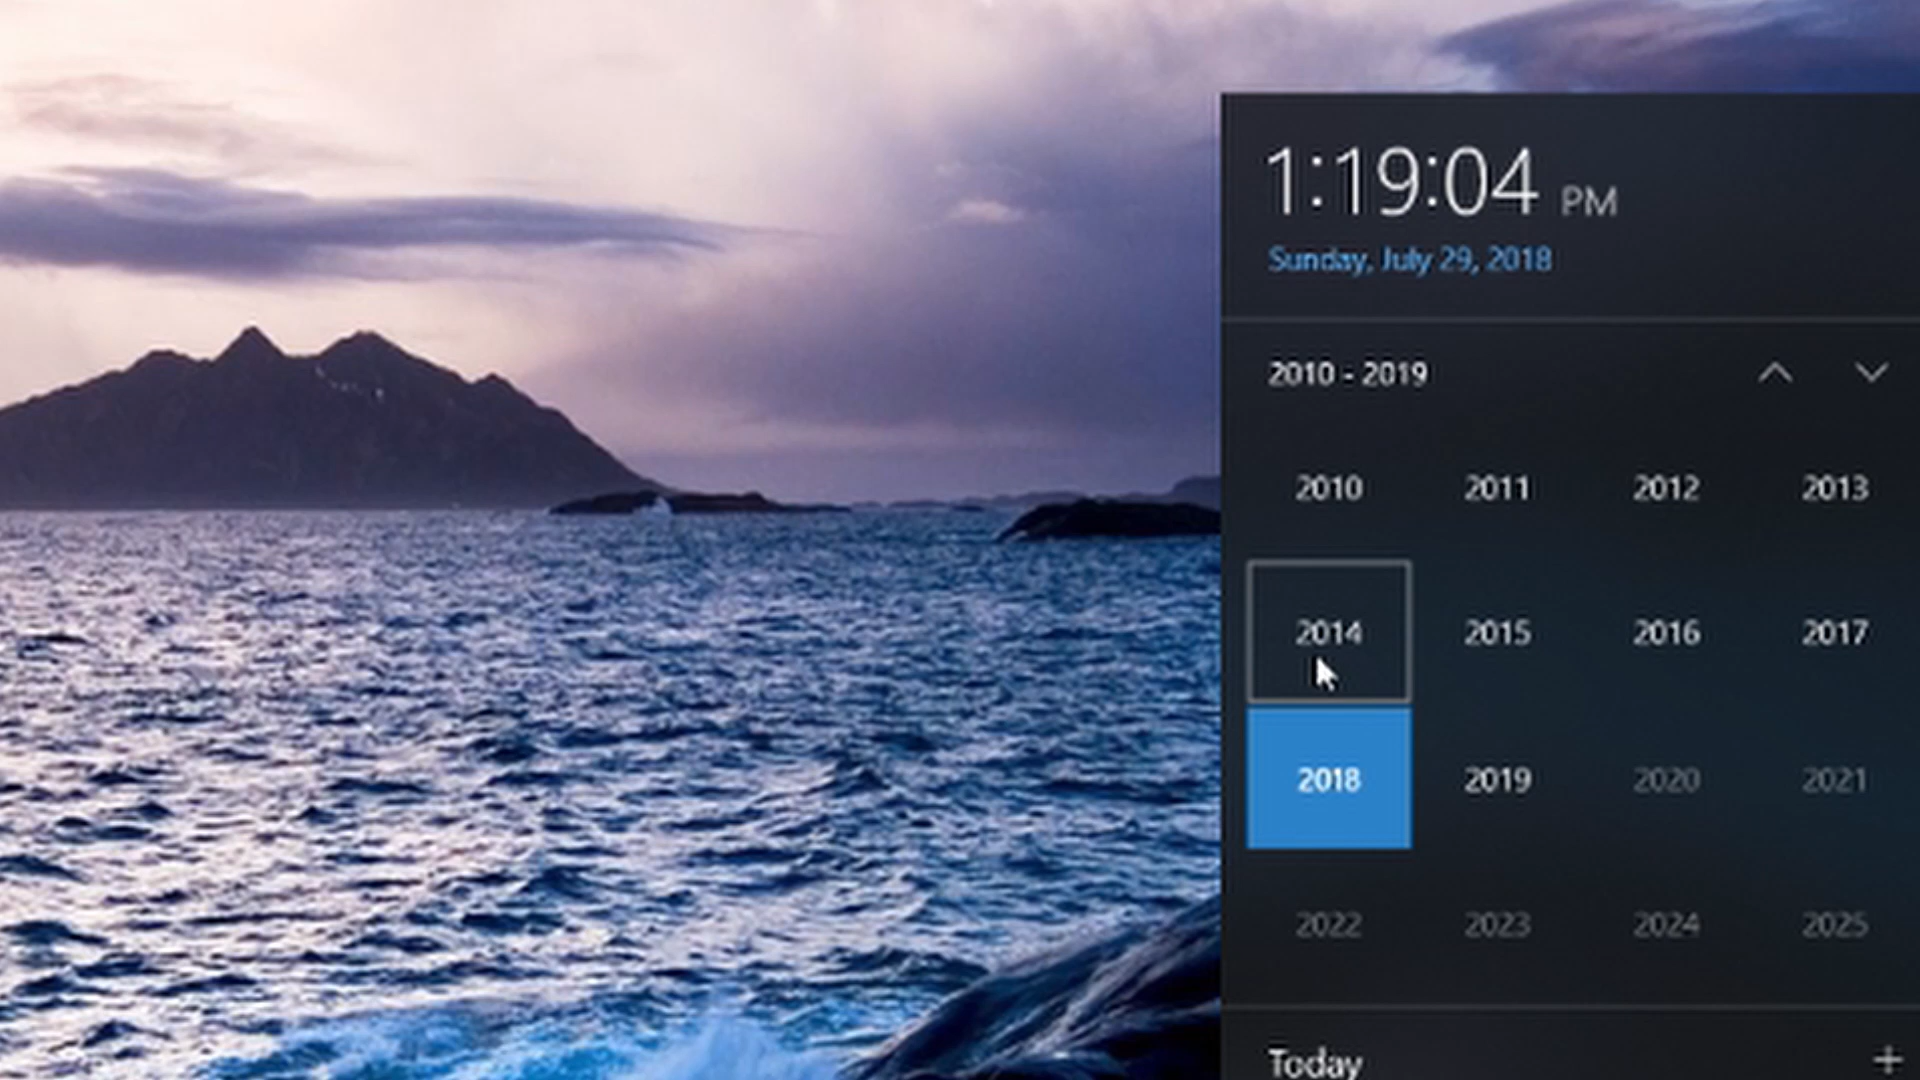 1:19:04 PM
Sunday, July 29, 2018
2010 - 2019
2010 2011 2012 2013
2014 2015 2016 2017
2018 2019 2020 2021
2022 2023 2024 2025
Today +